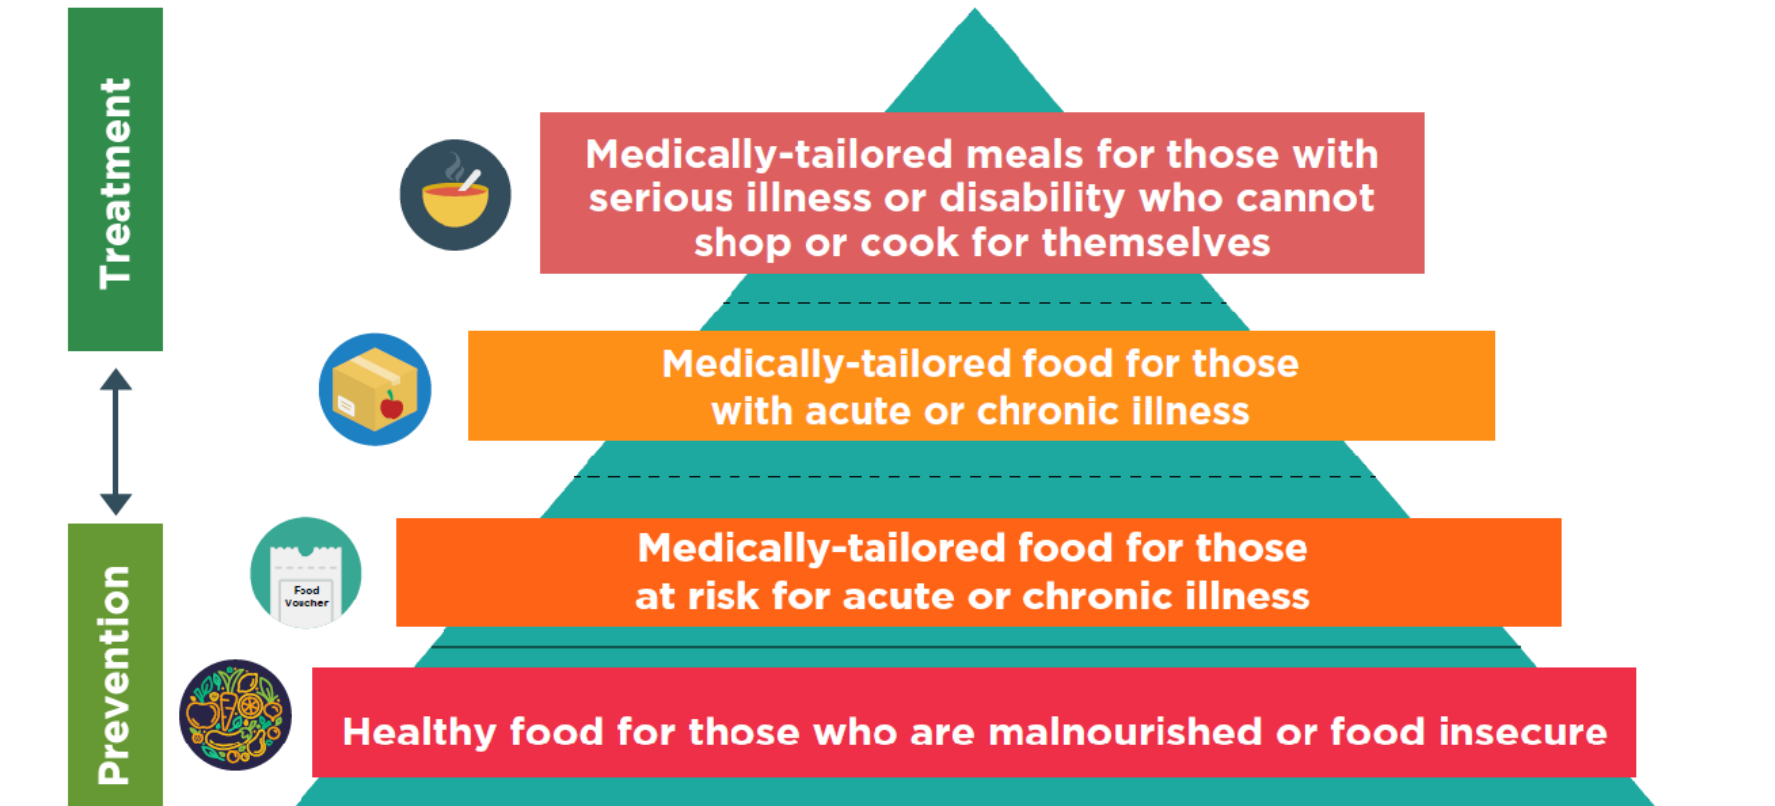 Treatment
Medically-tailored meals for those with
serious illness or disability who cannot
shop or cook for themselves
Medically-tailored food for those
with acute or chronic illness
Prevention
Food
Voucher
Medically-tailored food for those
at risk for acute or chronic illness
Healthy food for those who are malnourished or food insecure